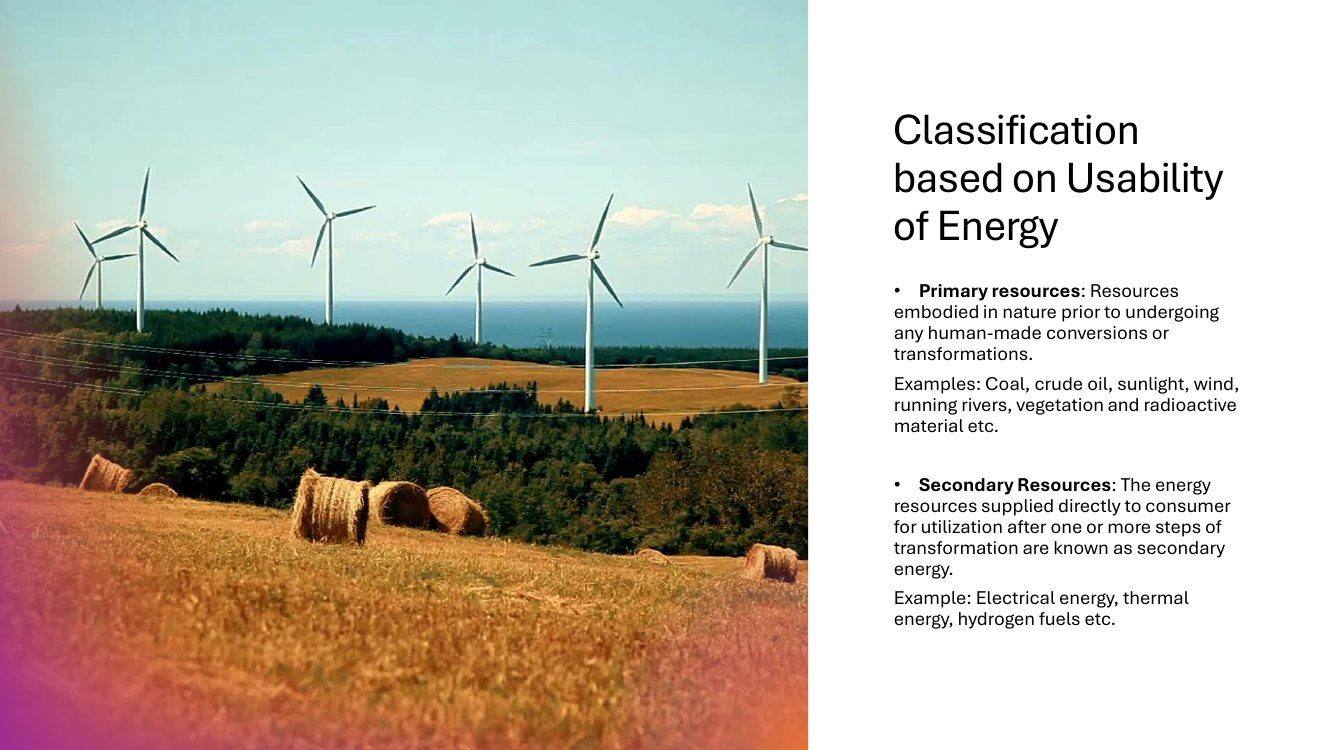 Classification
based on Usability
of Energy
• Primary resources: Resources
embodied in nature prior to undergoing
any human-made conversions or
transformations.
Examples: Coal, crude oil, sunlight, wind,
running rivers, vegetation and radioactive
material etc.
• Secondary Resources: The energy
resources supplied directly to consumer
for utilization after one or more steps of
transformation are known as secondary
energy.
Example: Electrical energy, thermal
energy, hydrogen fuels etc.